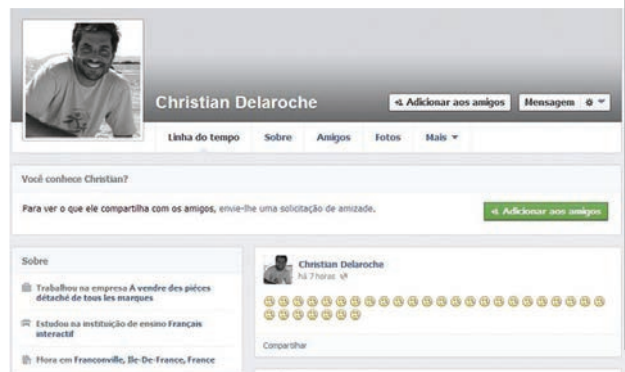 Christian Delaroche
Adicionar aos amigos
Mensagem
Linha do tempo Sobre Amigos Fotos Mais
Você conhece Christian?
Para ver o que ele compartilha com os amigos, envie-lhe uma solicitação de amizade.
Adicionar aos amigos
Sobre
Trabalhou na empresa A vendre des piéces
détaché de tous les marques
Estudou na instituição de ensino Français
interactif
Mora em Franconville, Ile-De-France, France
Christian Delaroche
há 7 horas
Compartilhar